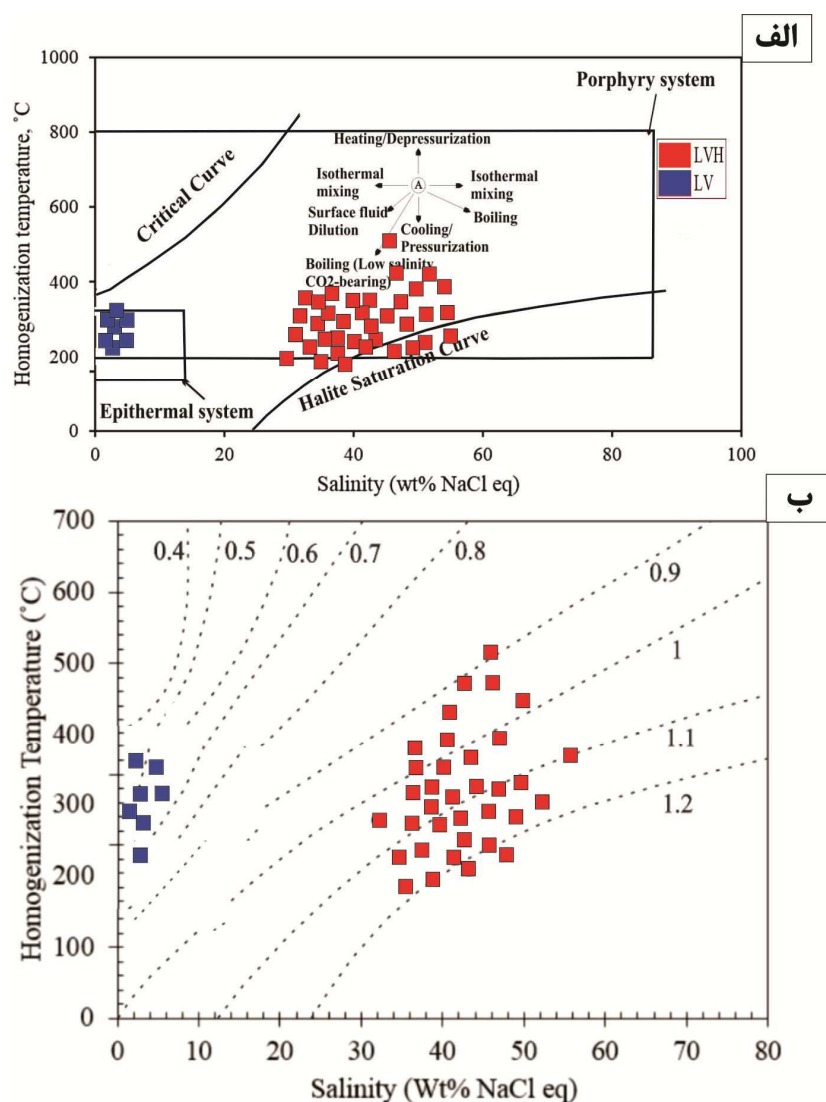 الف
1000
800
600
400
200
0
Homogenization temperature, °C
Porphyry system
LVH
LV
Critical Curve
Heating/Depressurization
Isothermal
mixing
A
Isothermal
mixing
Surface fluid
Dilution
Boiling
Cooling/
Pressurization
Boiling (Low salinity
CO2-bearing)
Halite Saturation Curve
Epithermal system
0 20 40 60 80 100
Salinity (wt% NaCl eq)
ب
700
600
500
400
300
200
100
0
Homogenization Temperature (°C)
0.4 0.5 0.6 0.7 0.8
0.9
1
1.1
1.2
0 10 20 30 40 50 60 70 80
Salinity (Wt% NaCl eq)